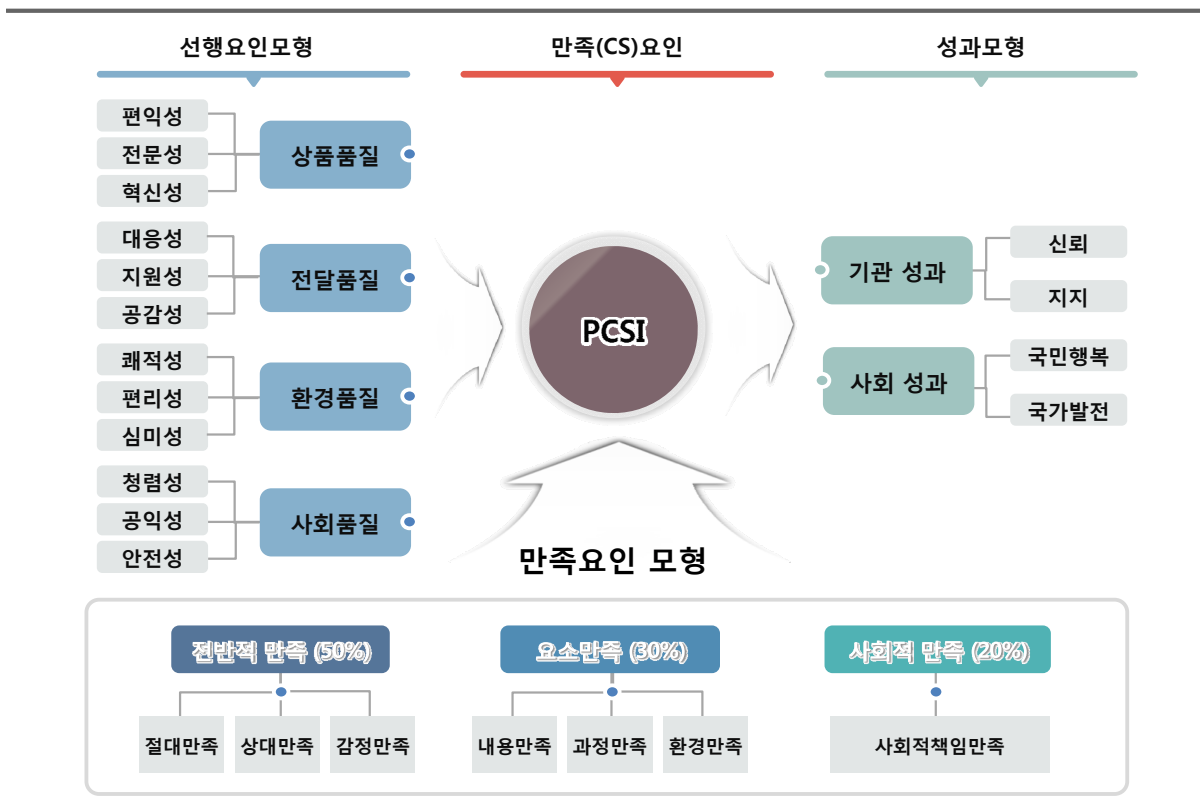 선행요인모형
만족(CS)요인
성과모형
편익성
전문성
혁신성
상품품질
대응성
지원성
공감성
전달품질
쾌적성
편리성
심미성
환경품질
청렴성
공익성
안전성
사회품질
PCSI
기관 성과
신뢰
지지
사회 성과
국민행복
국가발전
만족요인 모형
전반적 만족 (50%)
요소만족 (30%)
사회적 만족 (20%)
절대만족
상대만족
감정만족
내용만족
과정만족
환경만족
사회적책임만족